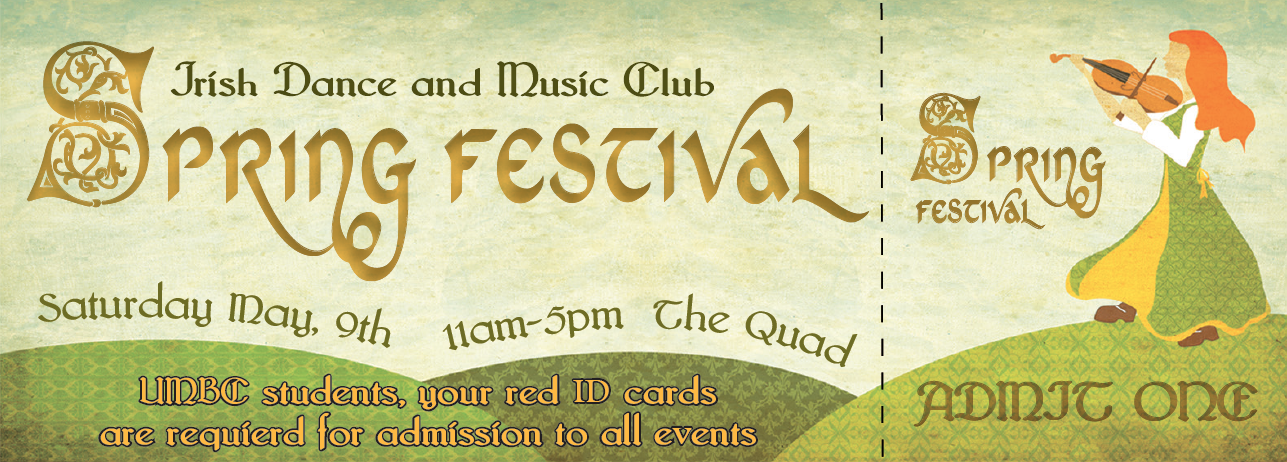 Irish Dance and Music Club
Spring Festival
Saturday May, 9th
11am-5pm The Quad
UMBC students, your red ID cards
are requierd for admission to all events
Spring
Festival
ADMIT ONE